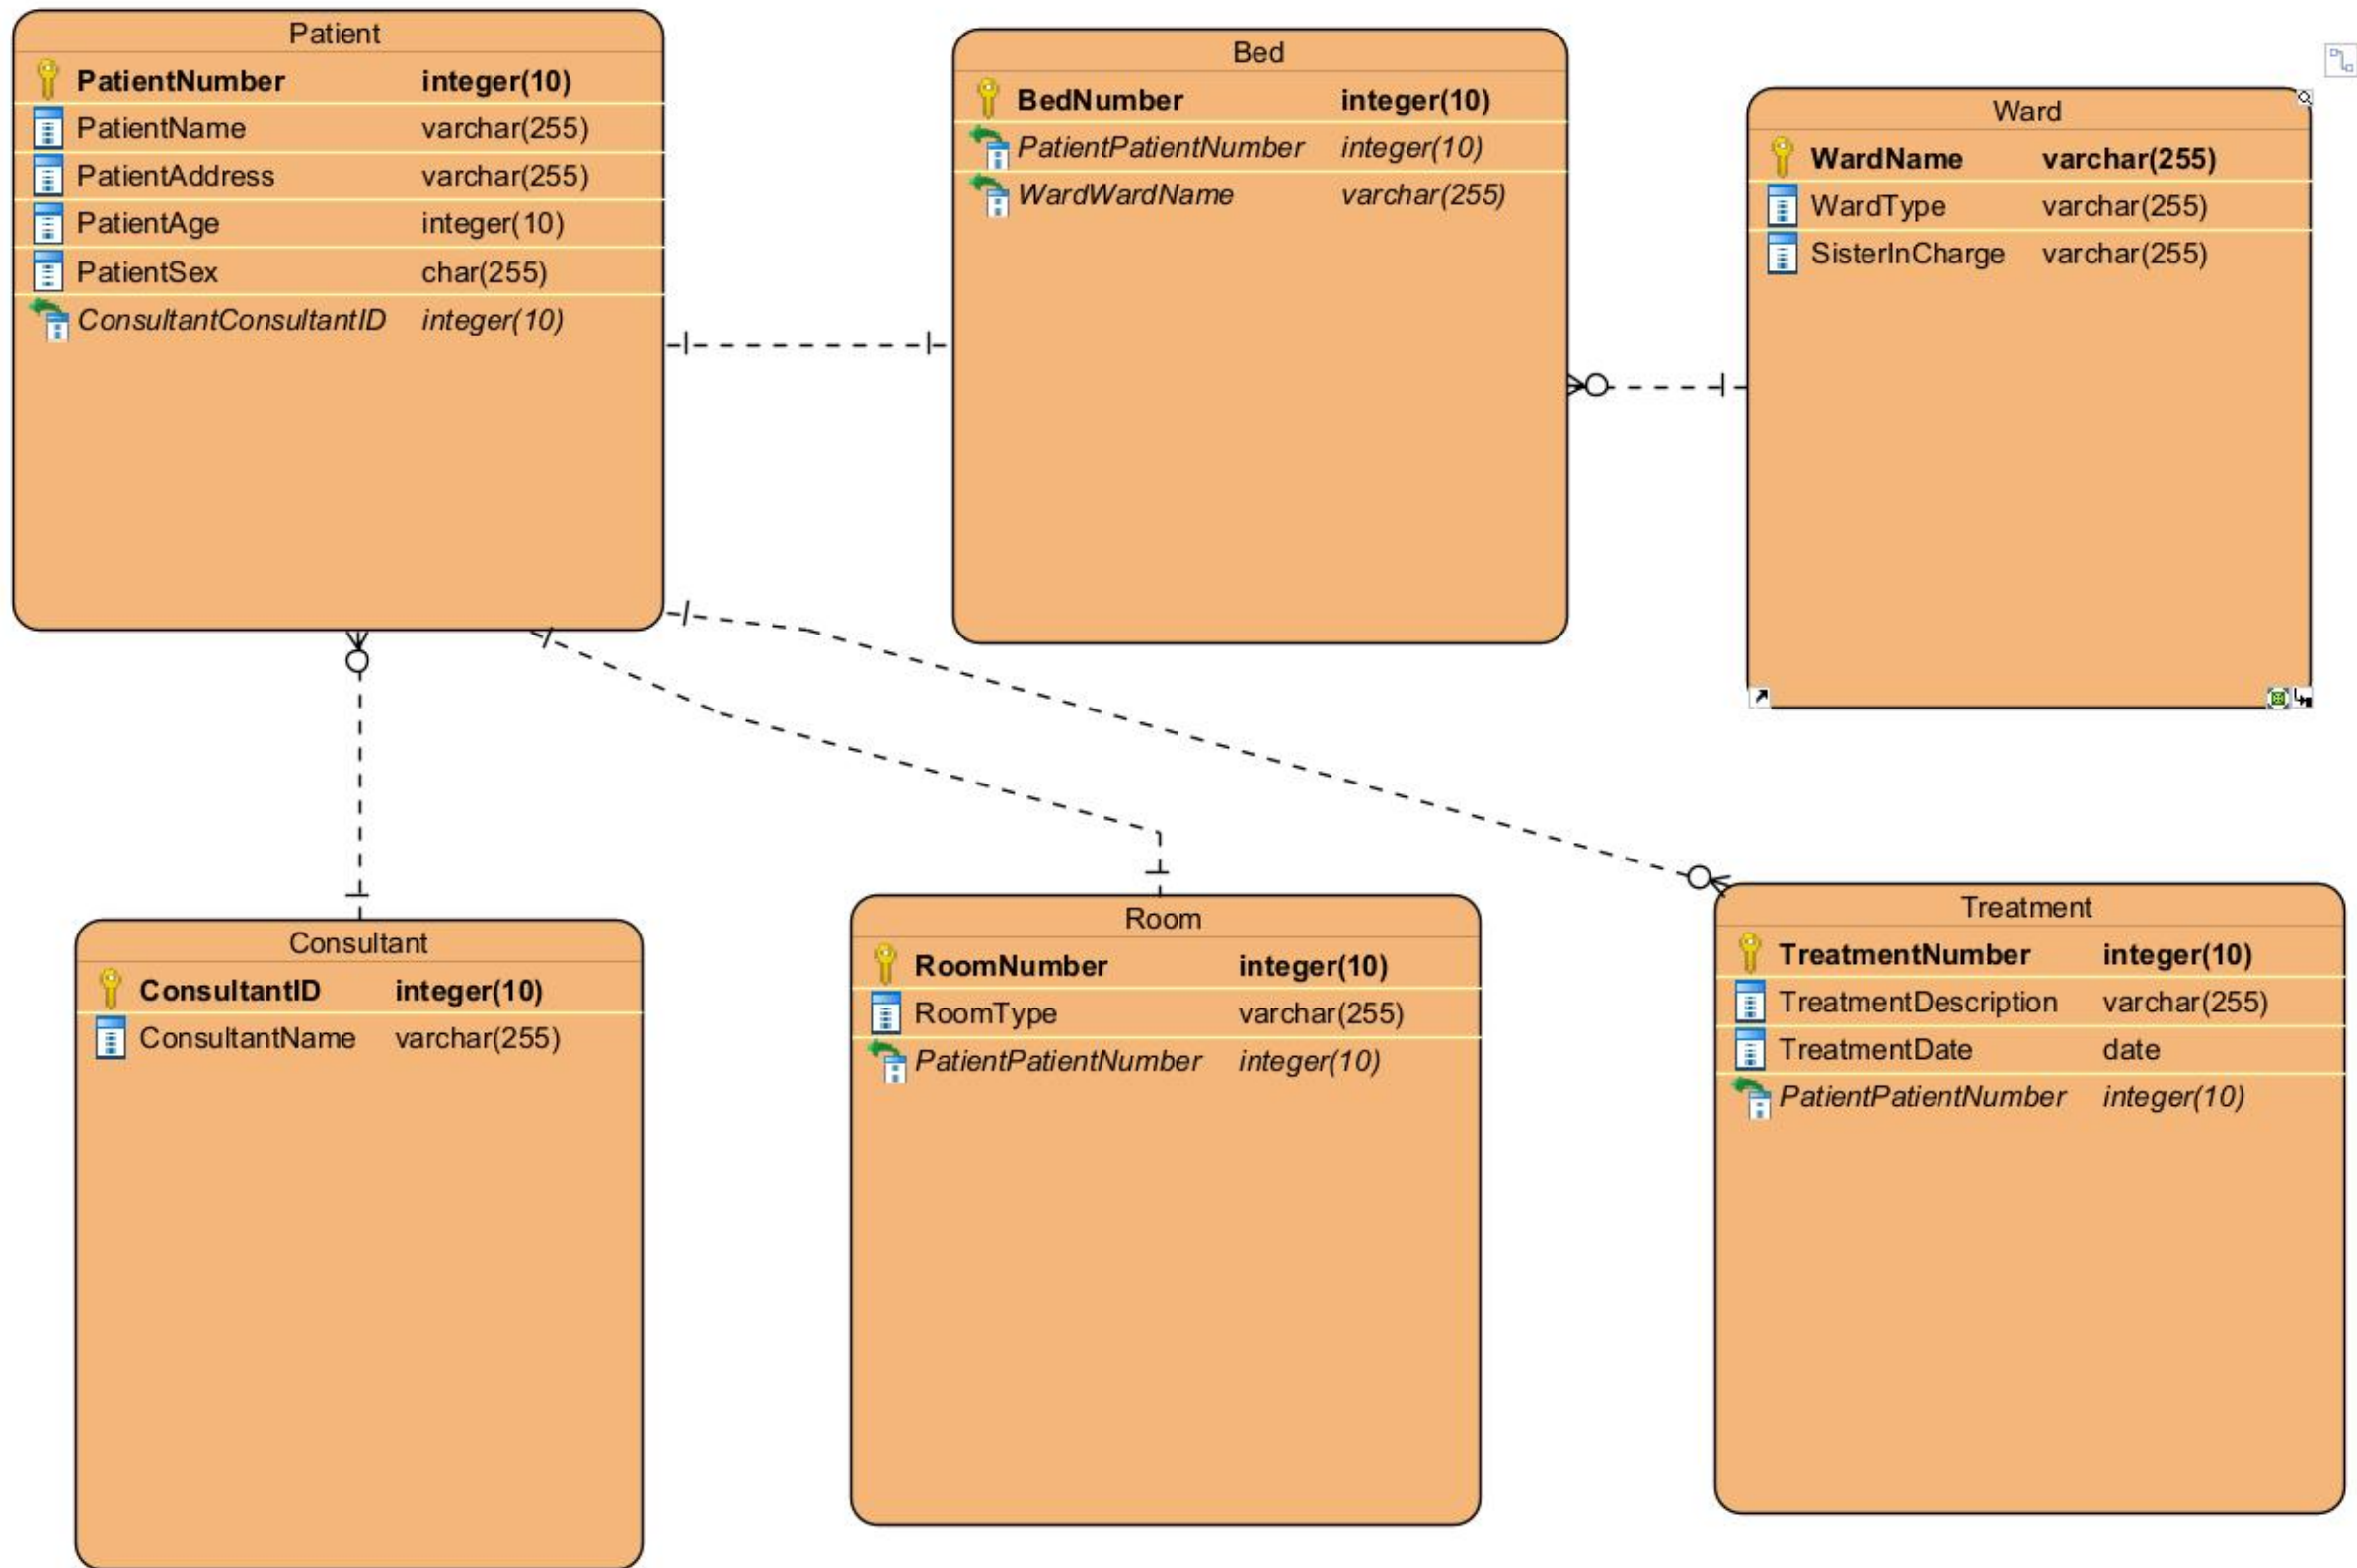 Patient
PatientNumber integer(10)
PatientName varchar(255)
PatientAddress varchar(255)
PatientAge integer(10)
PatientSex char(255)
ConsultantConsultantID integer(10)
Bed
BedNumber integer(10)
PatientPatientNumber integer(10)
WardWardName varchar(255)
Ward
WardName varchar(255)
WardType varchar(255)
SisterInCharge varchar(255)
Consultant
ConsultantID integer(10)
ConsultantName varchar(255)
Room
RoomNumber integer(10)
RoomType varchar(255)
PatientPatientNumber integer(10)
Treatment
TreatmentNumber integer(10)
TreatmentDescription varchar(255)
TreatmentDate date
PatientPatientNumber integer(10)